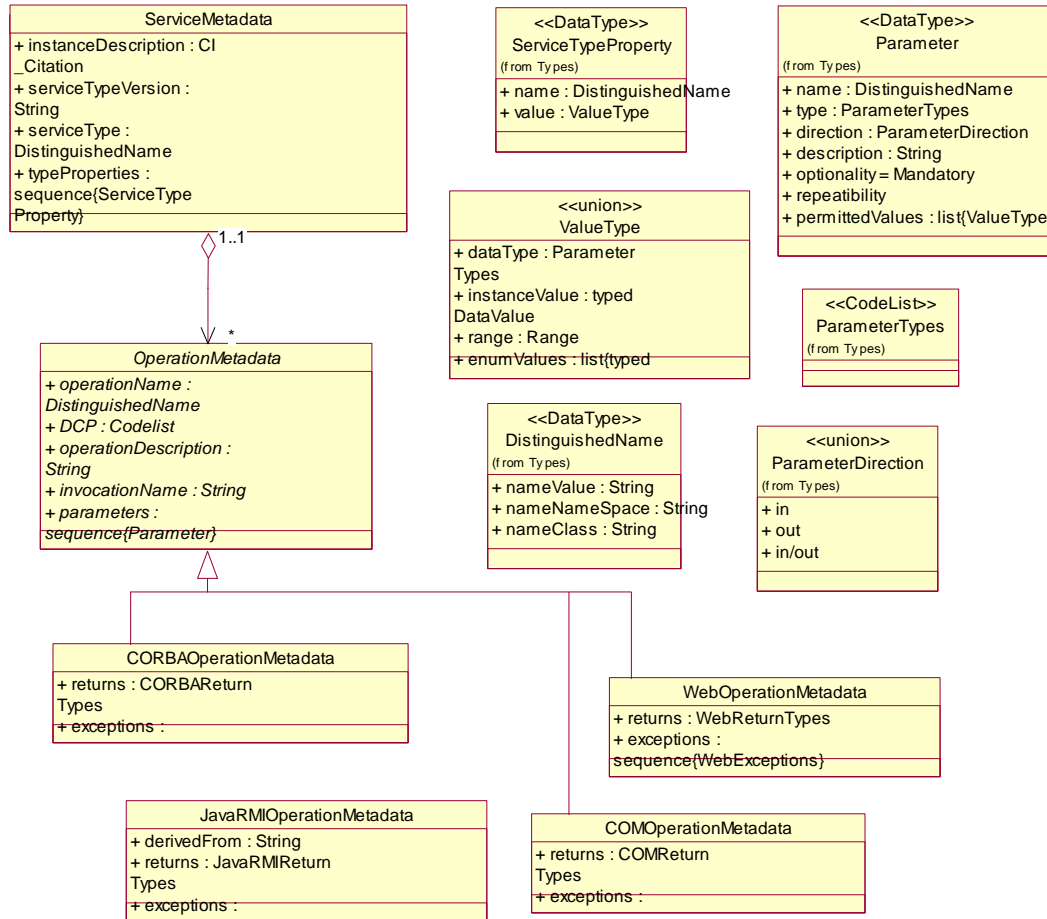 ServiceMetadata
+ instanceDescription : CI
_Citation
+ serviceTypeVersion :
String
+ serviceType :
DistinguishedName
+ typeProperties :
sequence{ServiceType
Property}
1..1
*
<<DataType>>
ServiceTypeProperty
(from Types)
+ name : DistinguishedName
+ value : ValueType
<<DataType>>
Parameter
(from Types)
+ name : DistinguishedName
+ type : ParameterTypes
+ direction : ParameterDirection
+ description : String
+ optionality = Mandatory
+ repeatibility
+ permittedValues : list{ValueType
<<union>>
ValueType
+ dataType : Parameter
Types
+ instanceValue : typed
DataValue
+ range : Range
+ enumValues : list{typed
<<CodeList>>
ParameterTypes
(from Types)
OperationMetadata
+ operationName :
DistinguishedName
+ DCP : Codelist
+ operationDescription :
String
+ invocationName : String
+ parameters :
sequence{Parameter}
<<DataType>>
DistinguishedName
(from Types)
+ nameValue : String
+ nameNameSpace : String
+ nameClass : String
<<union>>
ParameterDirection
(from Types)
+ in
+ out
+ in/out
CORBAOperationMetadata
+ returns : CORBAReturn
Types
+ exceptions :
WebOperationMetadata
+ returns : WebReturnTypes
+ exceptions :
sequence{WebExceptions}
JavaRMIOperationMetadata
+ derivedFrom : String
+ returns : JavaRMIReturn
Types
+ exceptions :
COMOperationMetadata
+ returns : COMReturn
Types
+ exceptions :